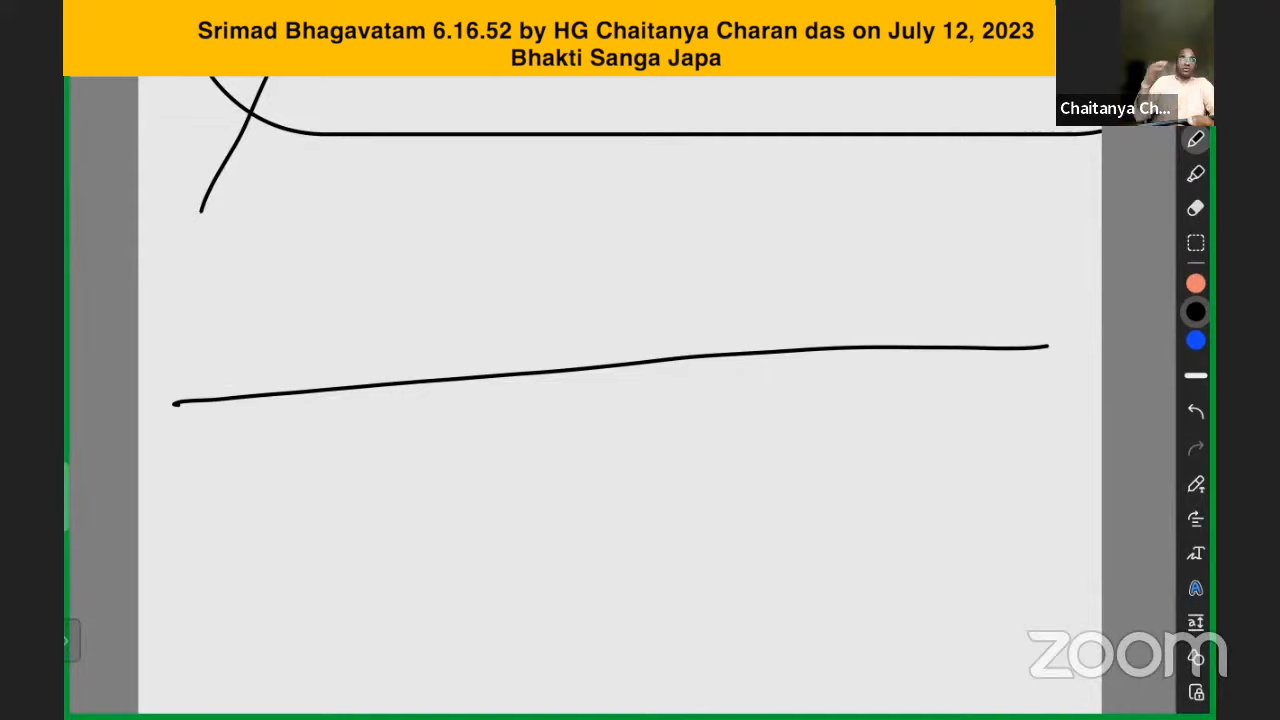 Srimad Bhagavatam 6.16.52 by HG Chaitanya Charan das on July 12, 2023
Bhakti Sanga Japa
Chaitanya Ch...
zoom